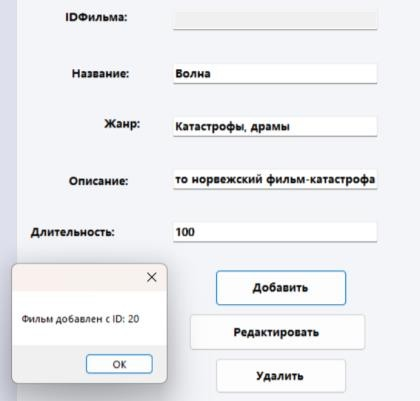 IDФильма:
Название:
Волна
Жанр:
Катастрофы, драмы
Описание:
то норвежский фильм-катастрофа
Длительность:
100
Фильм добавлен с ID: 20
OK
Добавить
Редактировать
Удалить